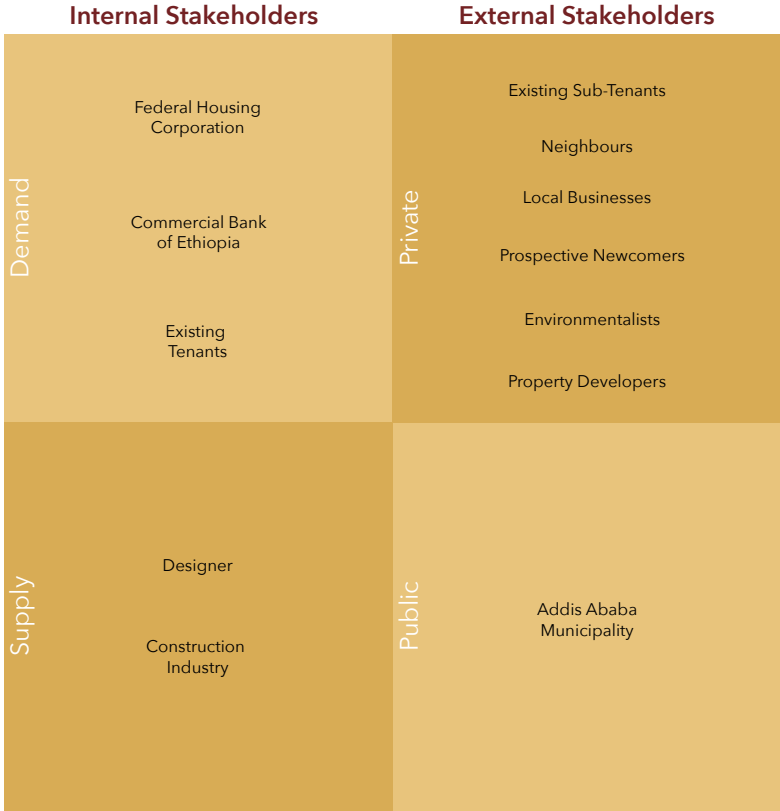 Internal Stakeholders
External Stakeholders
Demand
Federal Housing
Corporation
Commercial Bank
of Ethiopia
Existing
Tenants
Private
Existing Sub-Tenants
Neighbours
Local Businesses
Prospective Newcomers
Environmentalists
Property Developers
Supply
Designer
Construction
Industry
Public
Addis Ababa
Municipality